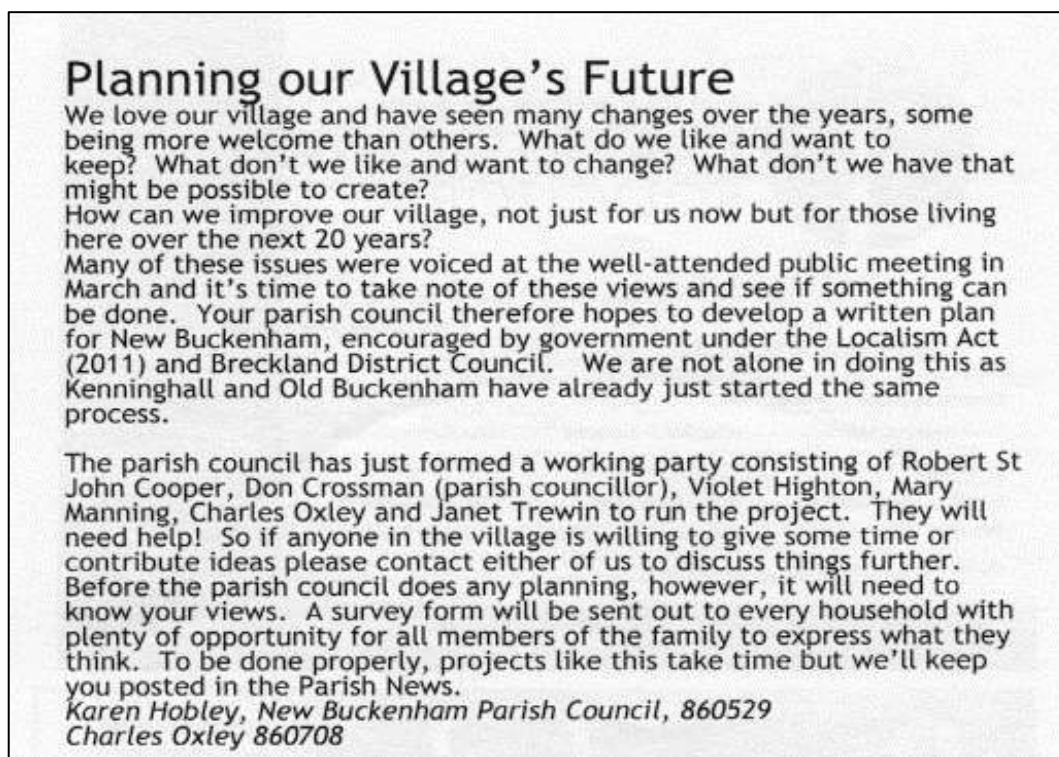 Planning our Village's Future
We love our village and have seen many changes over the years, some
being more welcome than others.  What do we like and want to
keep?  What don't we like and want to change?  What don't we have that
might be possible to create?
How can we improve our village, not just for us now but for those living
here over the next 20 years?
Many of these issues were voiced at the well-attended public meeting in
March and it's time to take note of these views and see if something can
be done.  Your parish council therefore hopes to develop a written plan
for New Buckenham, encouraged by government under the Localism Act
(2011) and Breckland District Council.   We are not alone in doing this as
Kenninghall and Old Buckenham have already just started the same
process.

The parish council has just formed a working party consisting of Robert St
John Cooper, Don Crossman (parish councillor), Violet Highton, Mary
Manning, Charles Oxley and Janet Trewin to run the project.  They will
need help!  So if anyone in the village is willing to give some time or
contribute ideas please contact either of us to discuss things further.
Before the parish council does any planning, however, it will need to
know your views.  A survey form will be sent out to every household with
plenty of opportunity for all members of the family to express what they
think.  To be done properly, projects like this take time but we'll keep
you posted in the Parish News.
Karen Hobley, New Buckenham Parish Council, 860529
Charles Oxley 860708